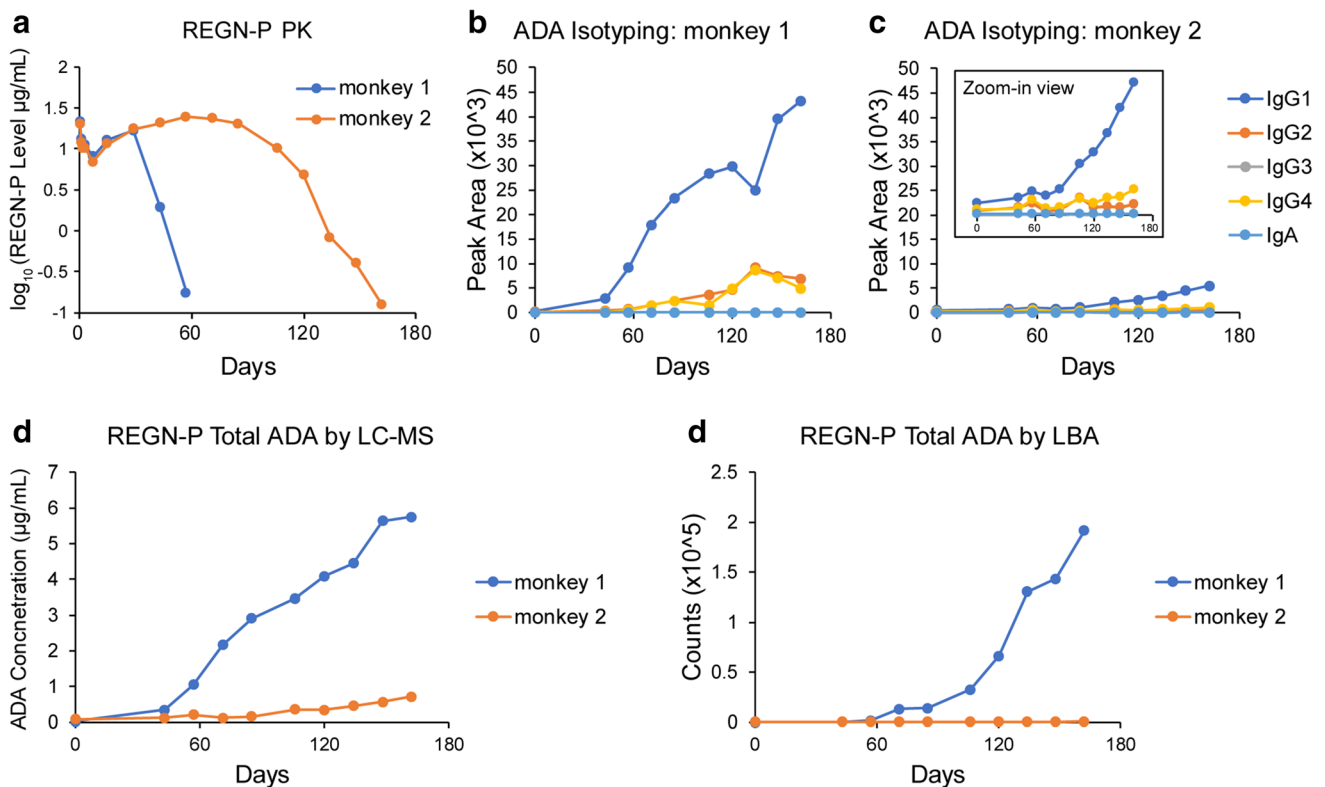 a
REGN-P PK
log₁₀ (REGN-P Level µg/mL)
2
1.5
1
0.5
0
-0.5
-1
0
60
120
180
Days
monkey 1
monkey 2
b
ADA Isotyping: monkey 1
Peak Area (x10^3)
50
45
40
35
30
25
20
15
10
5
0
0
60
120
180
Days
c
ADA Isotyping: monkey 2
Peak Area (x10^3)
50
45
40
35
30
25
20
15
10
5
0
Zoom-in view
0
60
120
180
0
60
120
180
Days
IgG1
IgG2
IgG3
IgG4
IgA
d
REGN-P Total ADA by LC-MS
ADA Concnetration (µg/mL)
7
6
5
4
3
2
1
0
0
60
120
180
Days
monkey 1
monkey 2
d
REGN-P Total ADA by LBA
Counts (x10^5)
2.5
2
1.5
1
0.5
0
0
60
120
180
Days
monkey 1
monkey 2